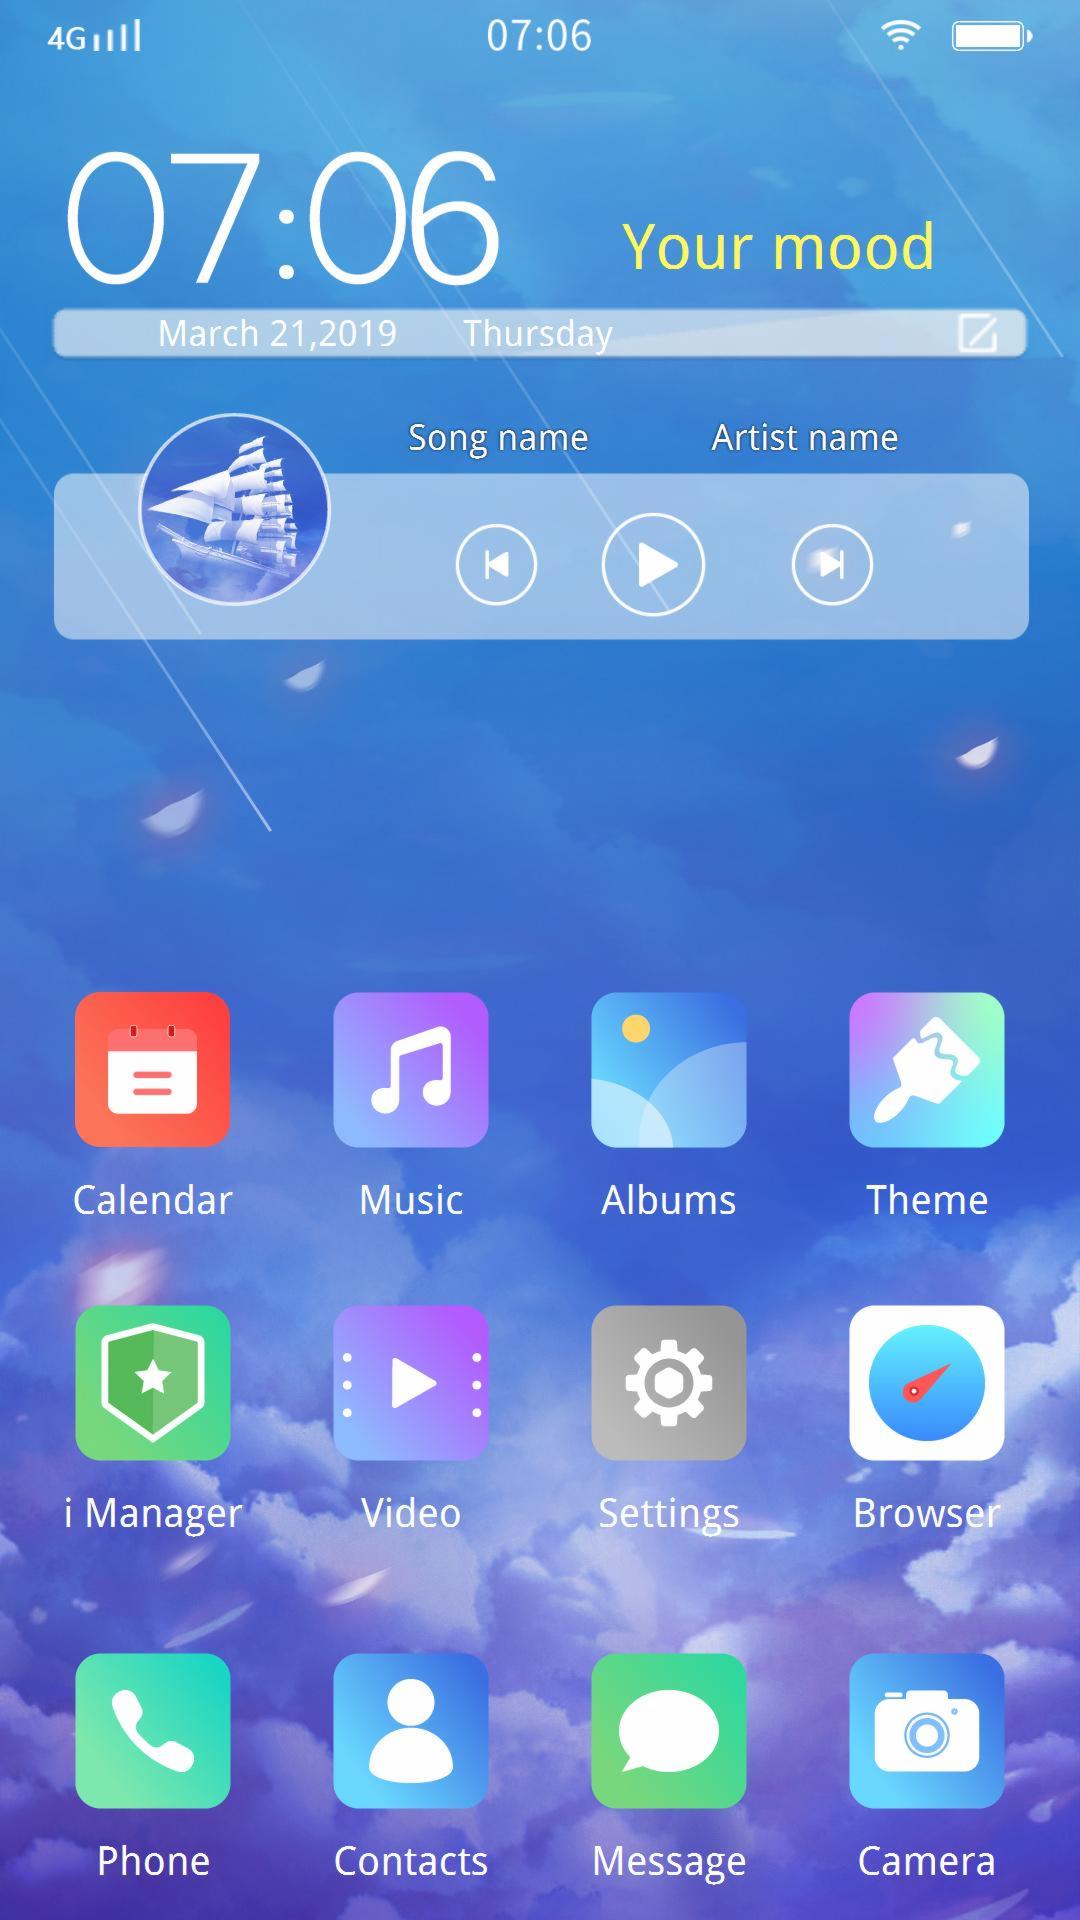 4G 07:06
07:06 Your mood
March 21,2019 Thursday
Song name Artist name
Calendar Music Albums Theme
i Manager Video Settings Browser
Phone Contacts Message Camera